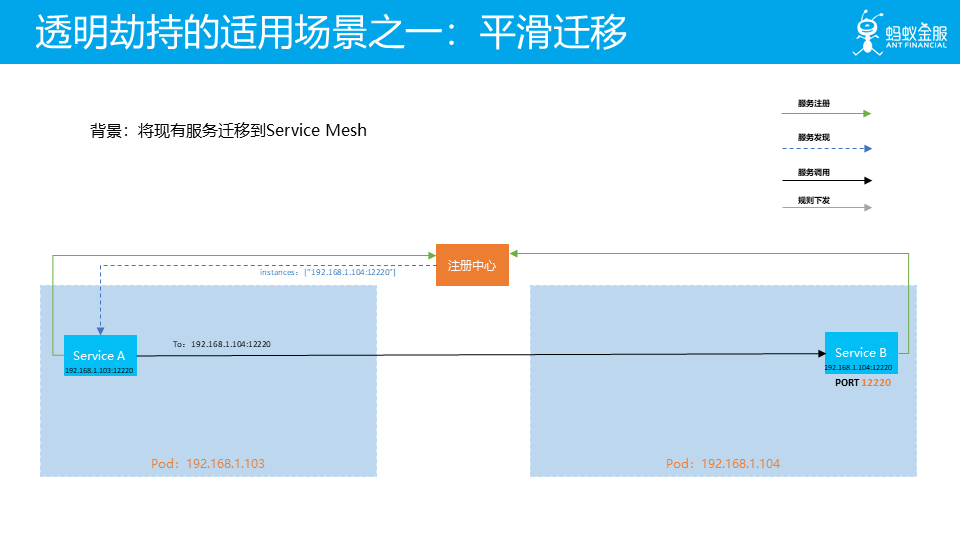 透明劫持的适用场景之一：平滑迁移
蚂蚁金服
ANT FINANCIAL
背景：将现有服务迁移到Service Mesh
服务注册
服务发现
服务调用
规则下发
注册中心
instances：["192.168.1.104:12220"]
Service A
192.168.1.103:12220
To：192.168.1.104:12220
Service B
192.168.1.104:12220
PORT 12220
Pod：192.168.1.103
Pod：192.168.1.104